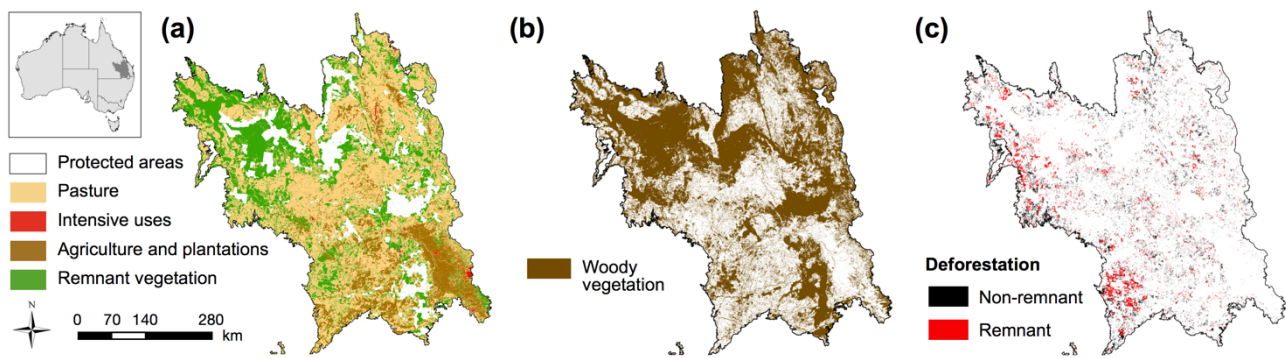 (a)
Protected areas
Pasture
Intensive uses
Agriculture and plantations
Remnant vegetation
N
0 70 140 280
km
(b)
Woody
vegetation
(c)
Deforestation
Non-remnant
Remnant